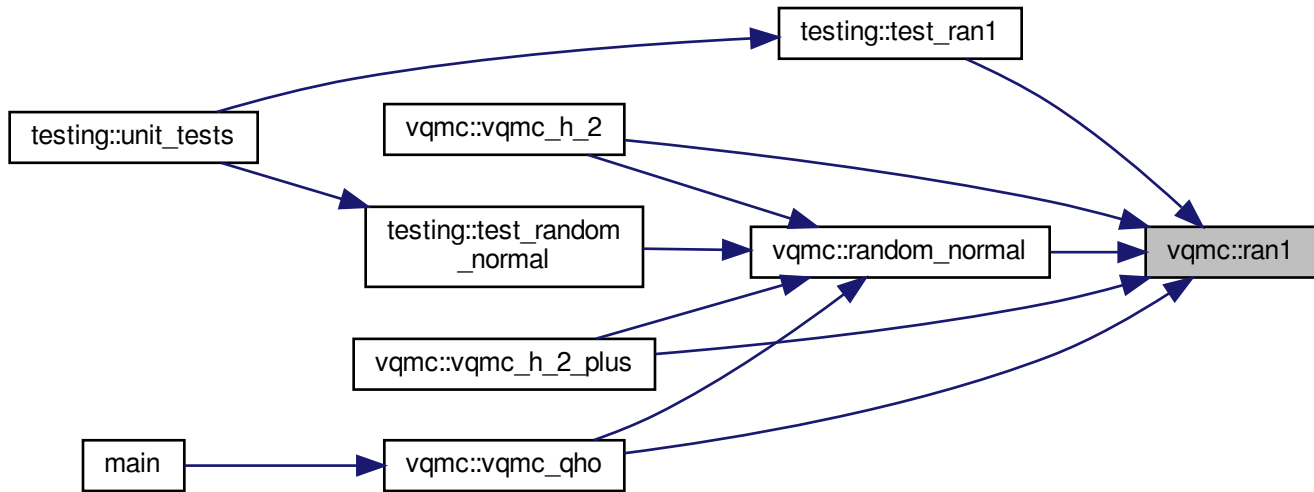 testing::test_ran1
testing::unit_tests
vqmc::vqmc_h_2
testing::test_random
_normal
vqmc::random_normal
vqmc::ran1
vqmc::vqmc_h_2_plus
main
vqmc::vqmc_qho